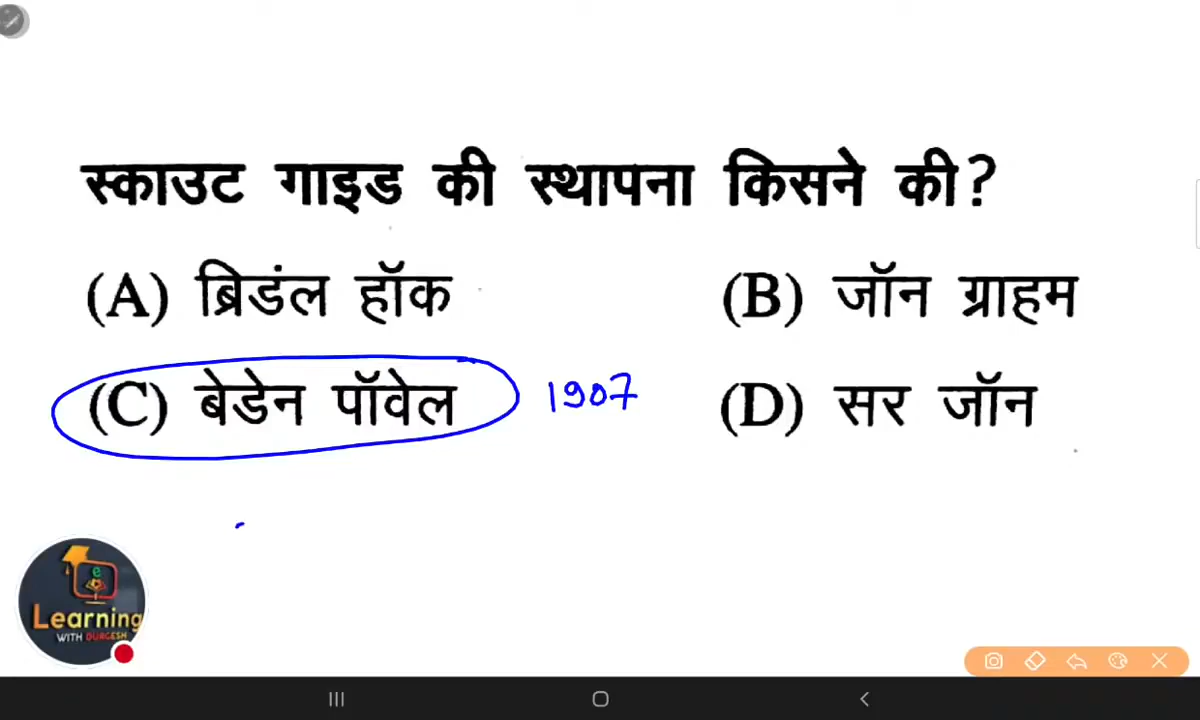 स्काउट गाइड की स्थापना किसने की?
(A) ब्रिडंल हॉक
(B) जॉन ग्राहम
(C) बेडेन पॉवेल 1907
(D) सर जॉन
e
Learning
WITH DURGESH